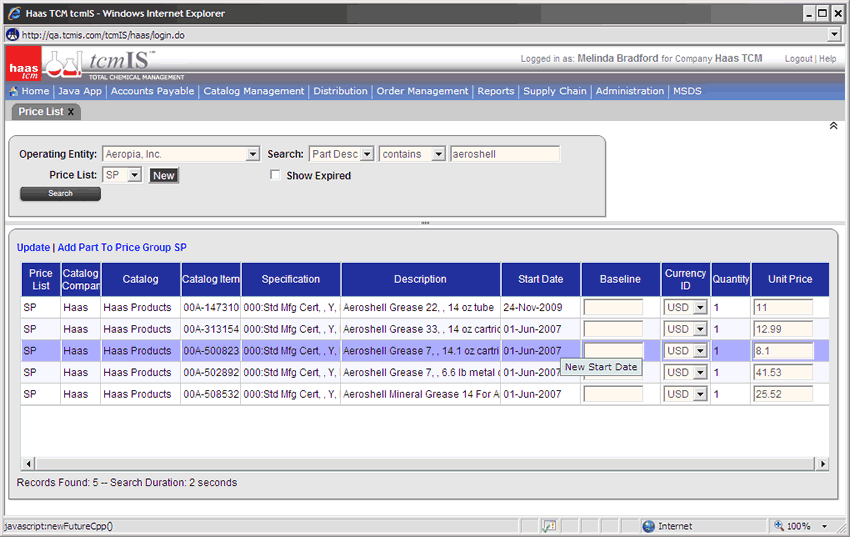 Haas TCM tcmIS - Windows Internet Explorer
http://qa.tcmis.com/tcmIS/haas/login.do
haas tcm
tcmIS™
TOTAL CHEMICAL MANAGEMENT
Logged in as: Melinda Bradford for Company Haas TCM Logout | Help
Home | Java App | Accounts Payable | Catalog Management | Distribution | Order Management | Reports | Supply Chain | Administration | MSDS
Price List X
Operating Entity: Aeropia, Inc. Search: Part Desc contains aeroshell
Price List: SP New Show Expired
Search
Update | Add Part To Price Group SP
Price List Catalog Compan Catalog Catalog Item Specification Description Start Date Baseline Currency ID Quantity Unit Price
SP Haas Haas Products 00A-147310 000:Std Mfg Cert, , Y, Aeroshell Grease 22, , 14 oz tube 24-Nov-2009 USD 1 11
SP Haas Haas Products 00A-313154 000:Std Mfg Cert, , Y, Aeroshell Grease 33, , 14 oz cartric 01-Jun-2007 USD 1 12.99
SP Haas Haas Products 00A-500823 000:Std Mfg Cert, , Y, Aeroshell Grease 7, , 14.1 oz cartri 01-Jun-2007 USD 1 8.1
New Start Date
SP Haas Haas Products 00A-502892 000:Std Mfg Cert, , Y, Aeroshell Grease 7, , 6.6 lb metal c 01-Jun-2007 USD 1 41.53
SP Haas Haas Products 00A-508532 000:Std Mfg Cert, , Y, Aeroshell Mineral Grease 14 For A 01-Jun-2007 USD 1 25.52
Records Found: 5 -- Search Duration: 2 seconds
javascript:newFutureCpp() Internet 100%